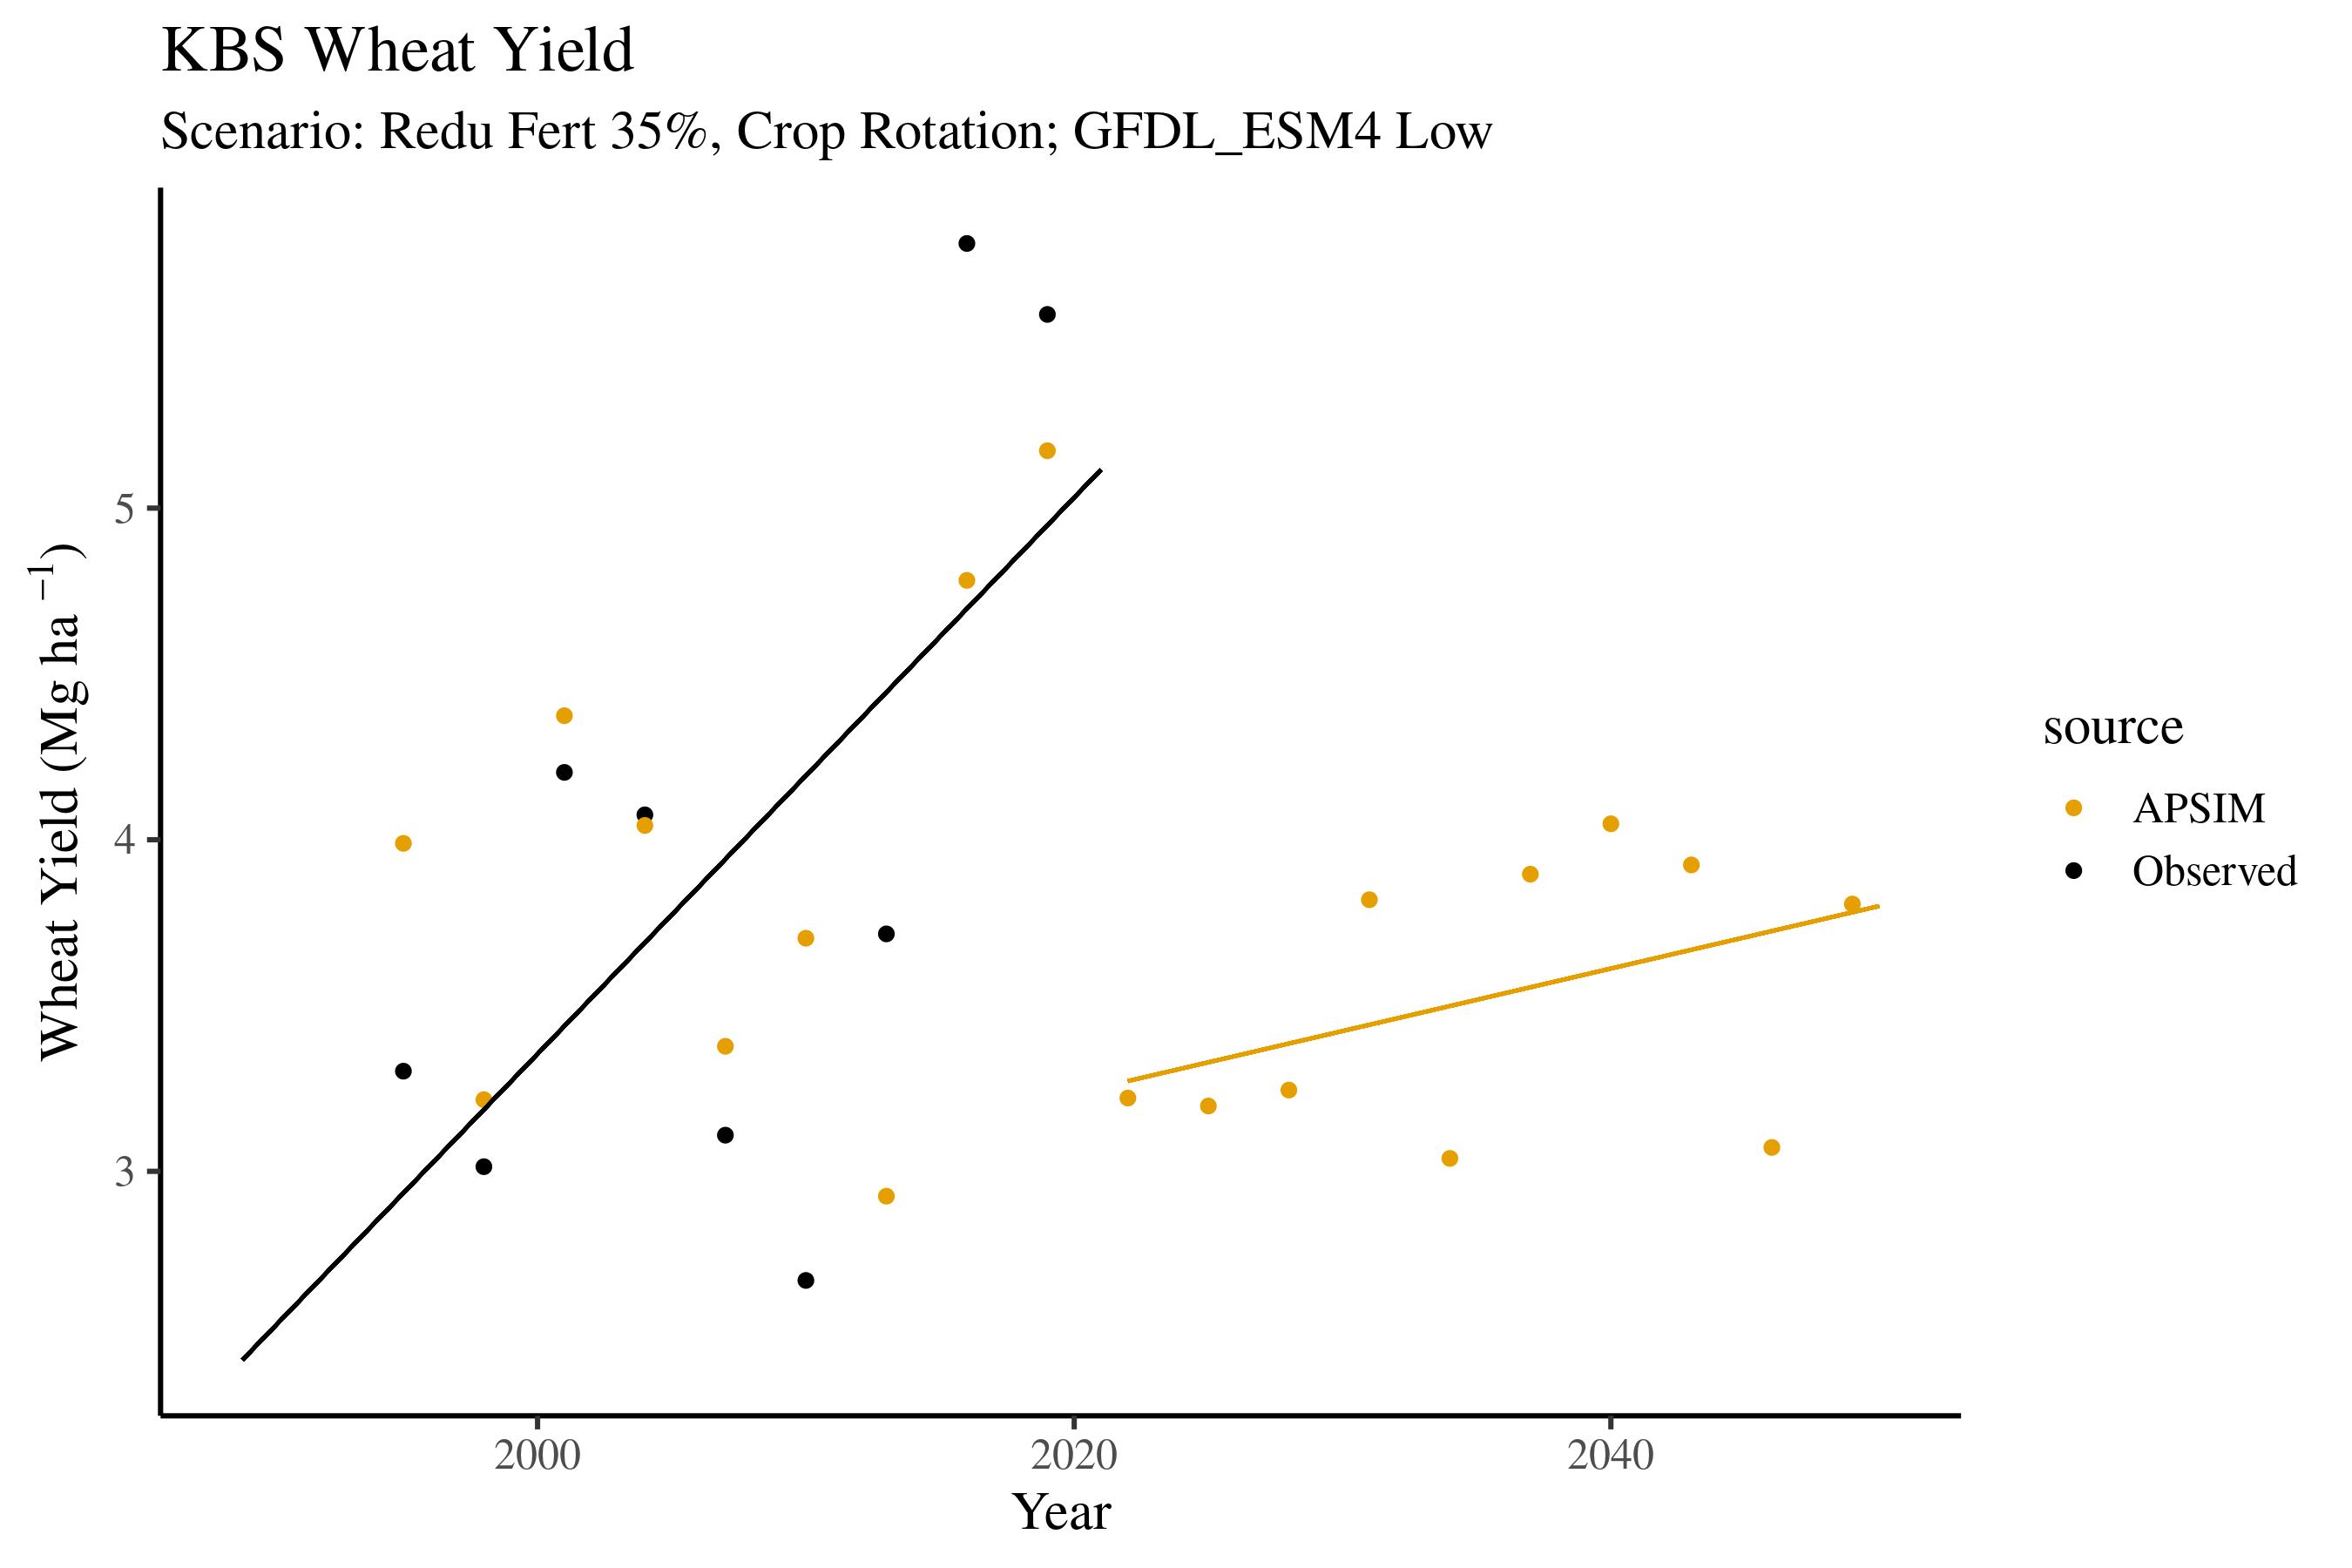 KBS Wheat Yield
Scenario: Redu Fert 35%, Crop Rotation; GFDL_ESM4 Low
Wheat Yield (Mg ha −1)
5
4
3
2000
2020
2040
Year
source
APSIM
Observed